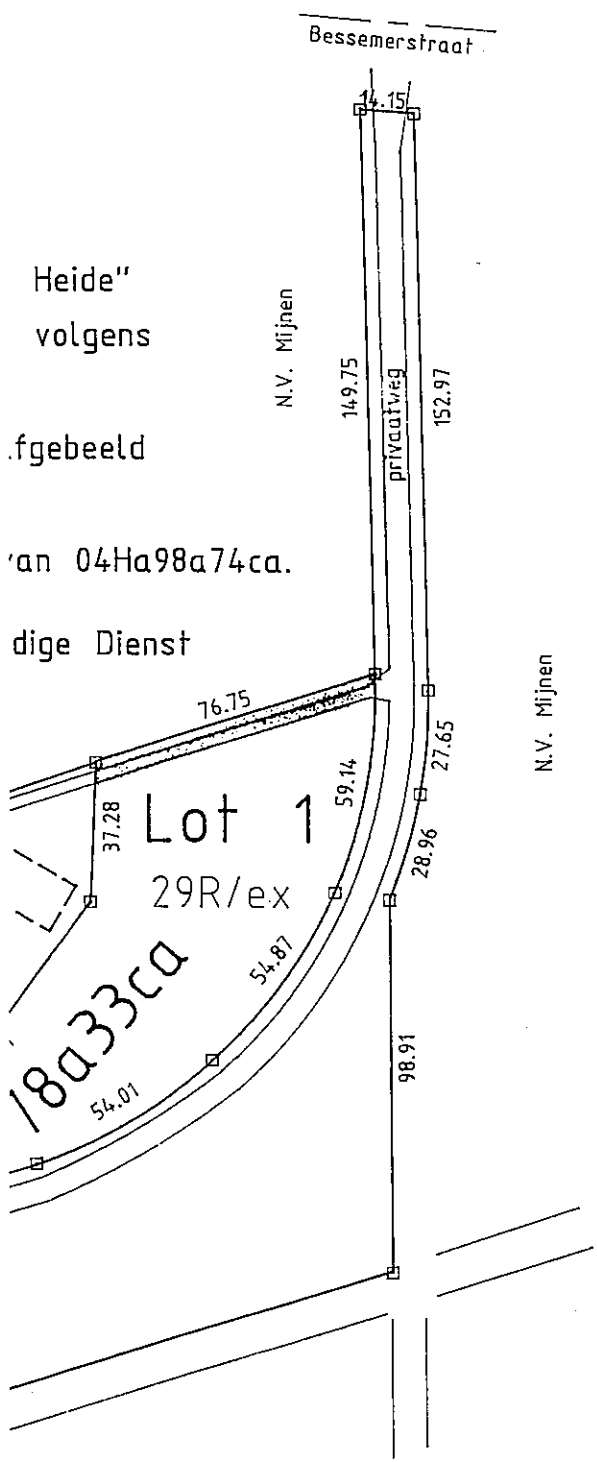 Bessemerstraat
14.15
Heide"
volgens
N.V. Mijnen
149.75
privaatweg
152.97
fgebeeld
an 04Ha98a74ca.
dige Dienst
76.75
N.V. Mijnen
27.65
59.14
37.28
Lot 1
28.96
29R/ex
54.87
8a33ca
98.91
54.01